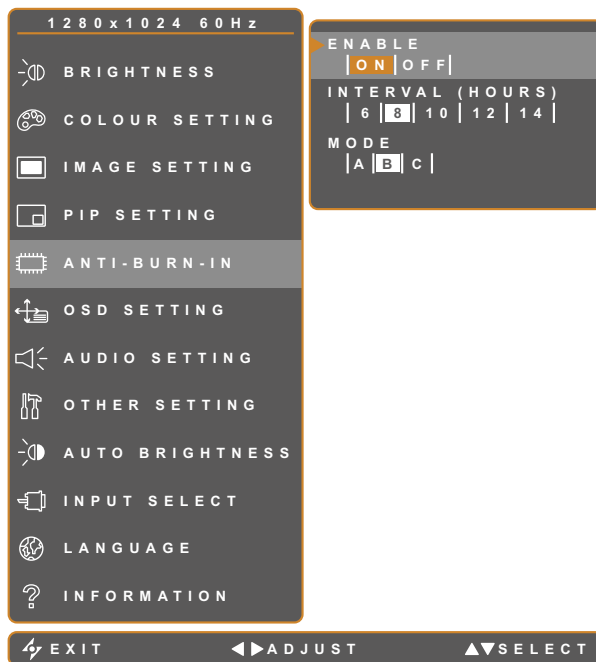 1280x1024 60Hz
BRIGHTNESS
COLOUR SETTING
IMAGE SETTING
PIP SETTING
ANTI-BURN-IN
OSD SETTING
AUDIO SETTING
OTHER SETTING
AUTO BRIGHTNESS
INPUT SELECT
LANGUAGE
INFORMATION
ENABLE
ON OFF
INTERVAL (HOURS)
6 8 10 12 14
MODE
A B C
EXIT ADJUST SELECT